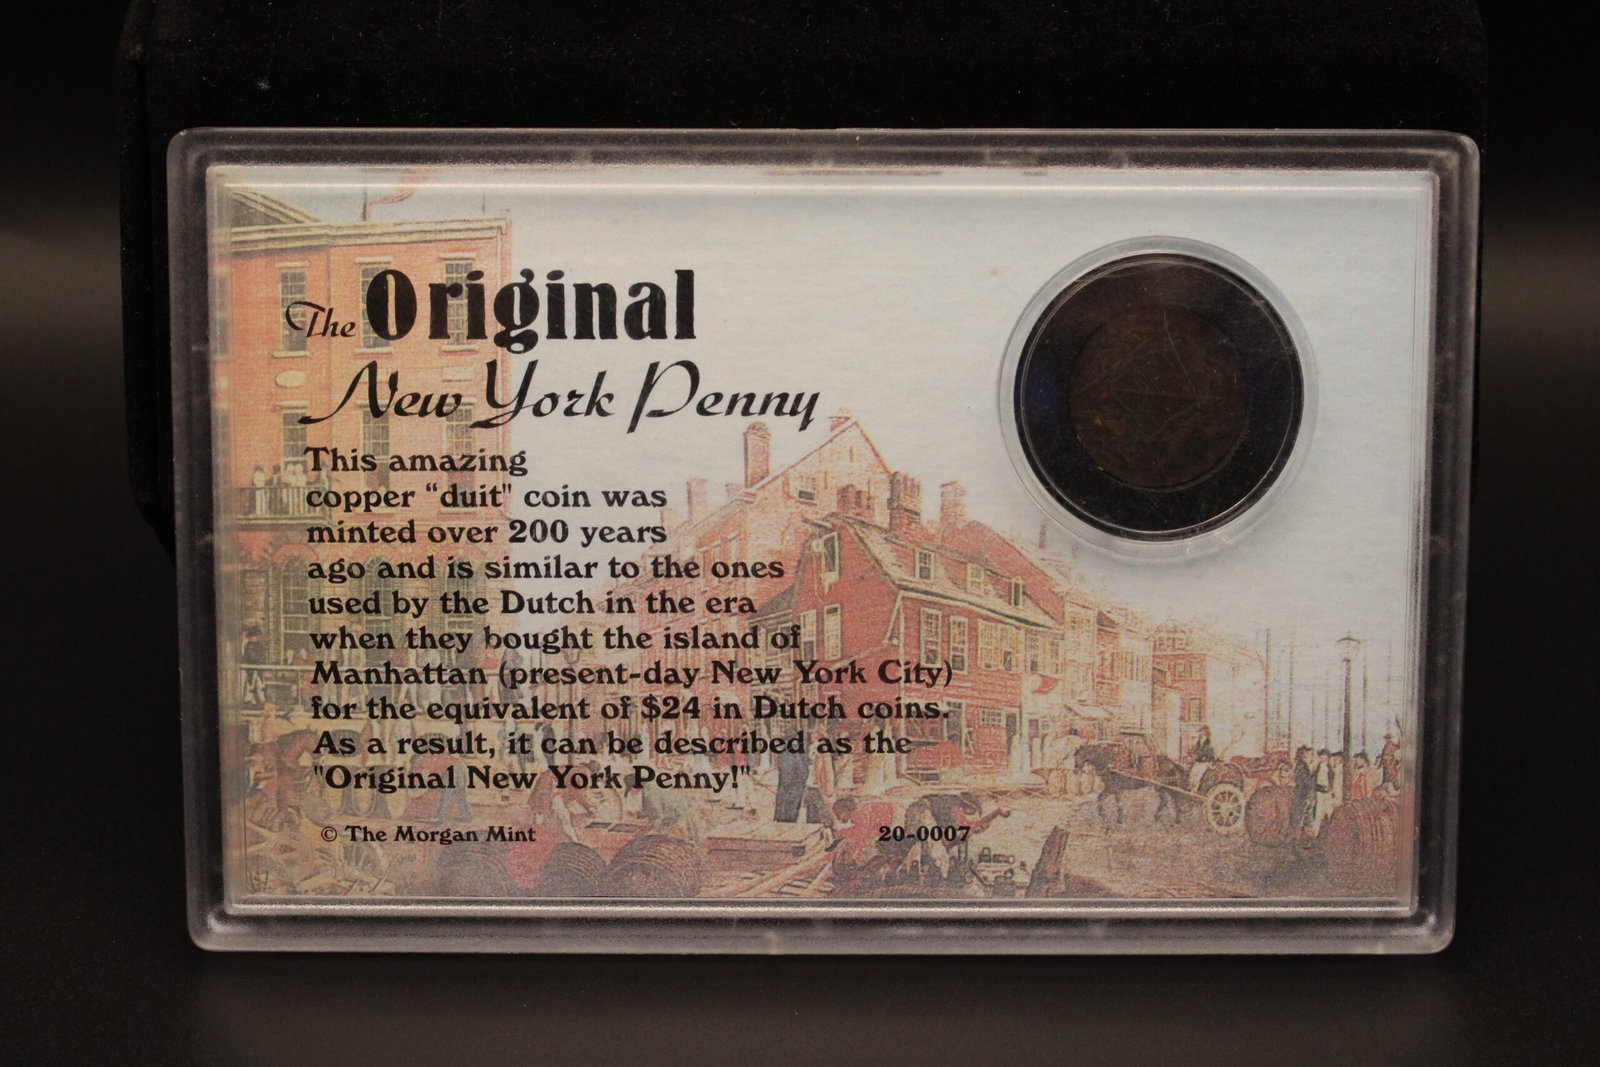 The Original
New York Penny
This amazing
copper “duit" coin was
minted over 200 years
ago and is similar to the ones
used by the Dutch in the era
when they bought the island of
Manhattan (present-day New York City)
for the equivalent of $24 in Dutch coins.
As a result, it can be described as the
"Original New York Penny!"
© The Morgan Mint 20-0007